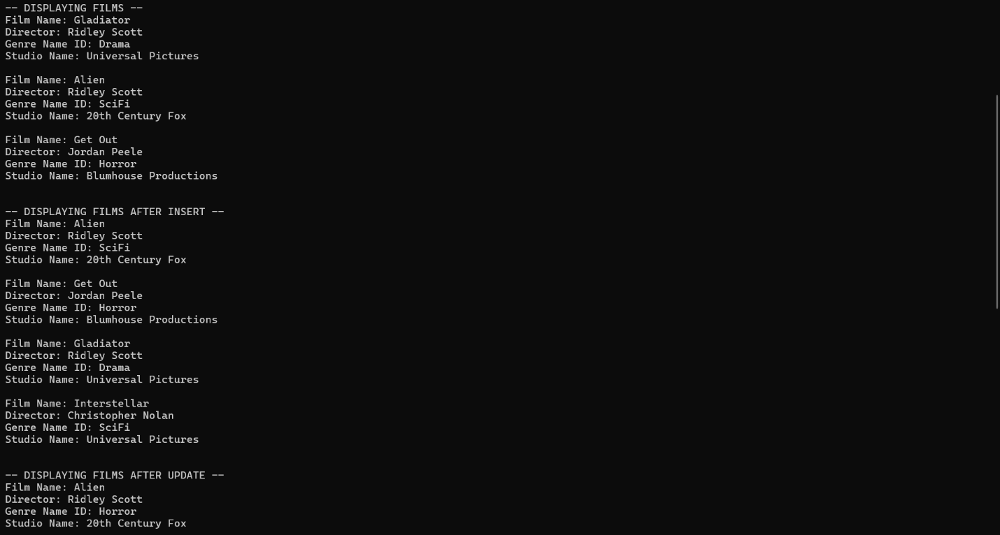 -- DISPLAYING FILMS --
Film Name: Gladiator
Director: Ridley Scott
Genre Name ID: Drama
Studio Name: Universal Pictures
Film Name: Alien
Director: Ridley Scott
Genre Name ID: SciFi
Studio Name: 20th Century Fox
Film Name: Get Out
Director: Jordan Peele
Genre Name ID: Horror
Studio Name: Blumhouse Productions
-- DISPLAYING FILMS AFTER INSERT --
Film Name: Alien
Director: Ridley Scott
Genre Name ID: SciFi
Studio Name: 20th Century Fox
Film Name: Get Out
Director: Jordan Peele
Genre Name ID: Horror
Studio Name: Blumhouse Productions
Film Name: Gladiator
Director: Ridley Scott
Genre Name ID: Drama
Studio Name: Universal Pictures
Film Name: Interstellar
Director: Christopher Nolan
Genre Name ID: SciFi
Studio Name: Universal Pictures
-- DISPLAYING FILMS AFTER UPDATE --
Film Name: Alien
Director: Ridley Scott
Genre Name ID: Horror
Studio Name: 20th Century Fox